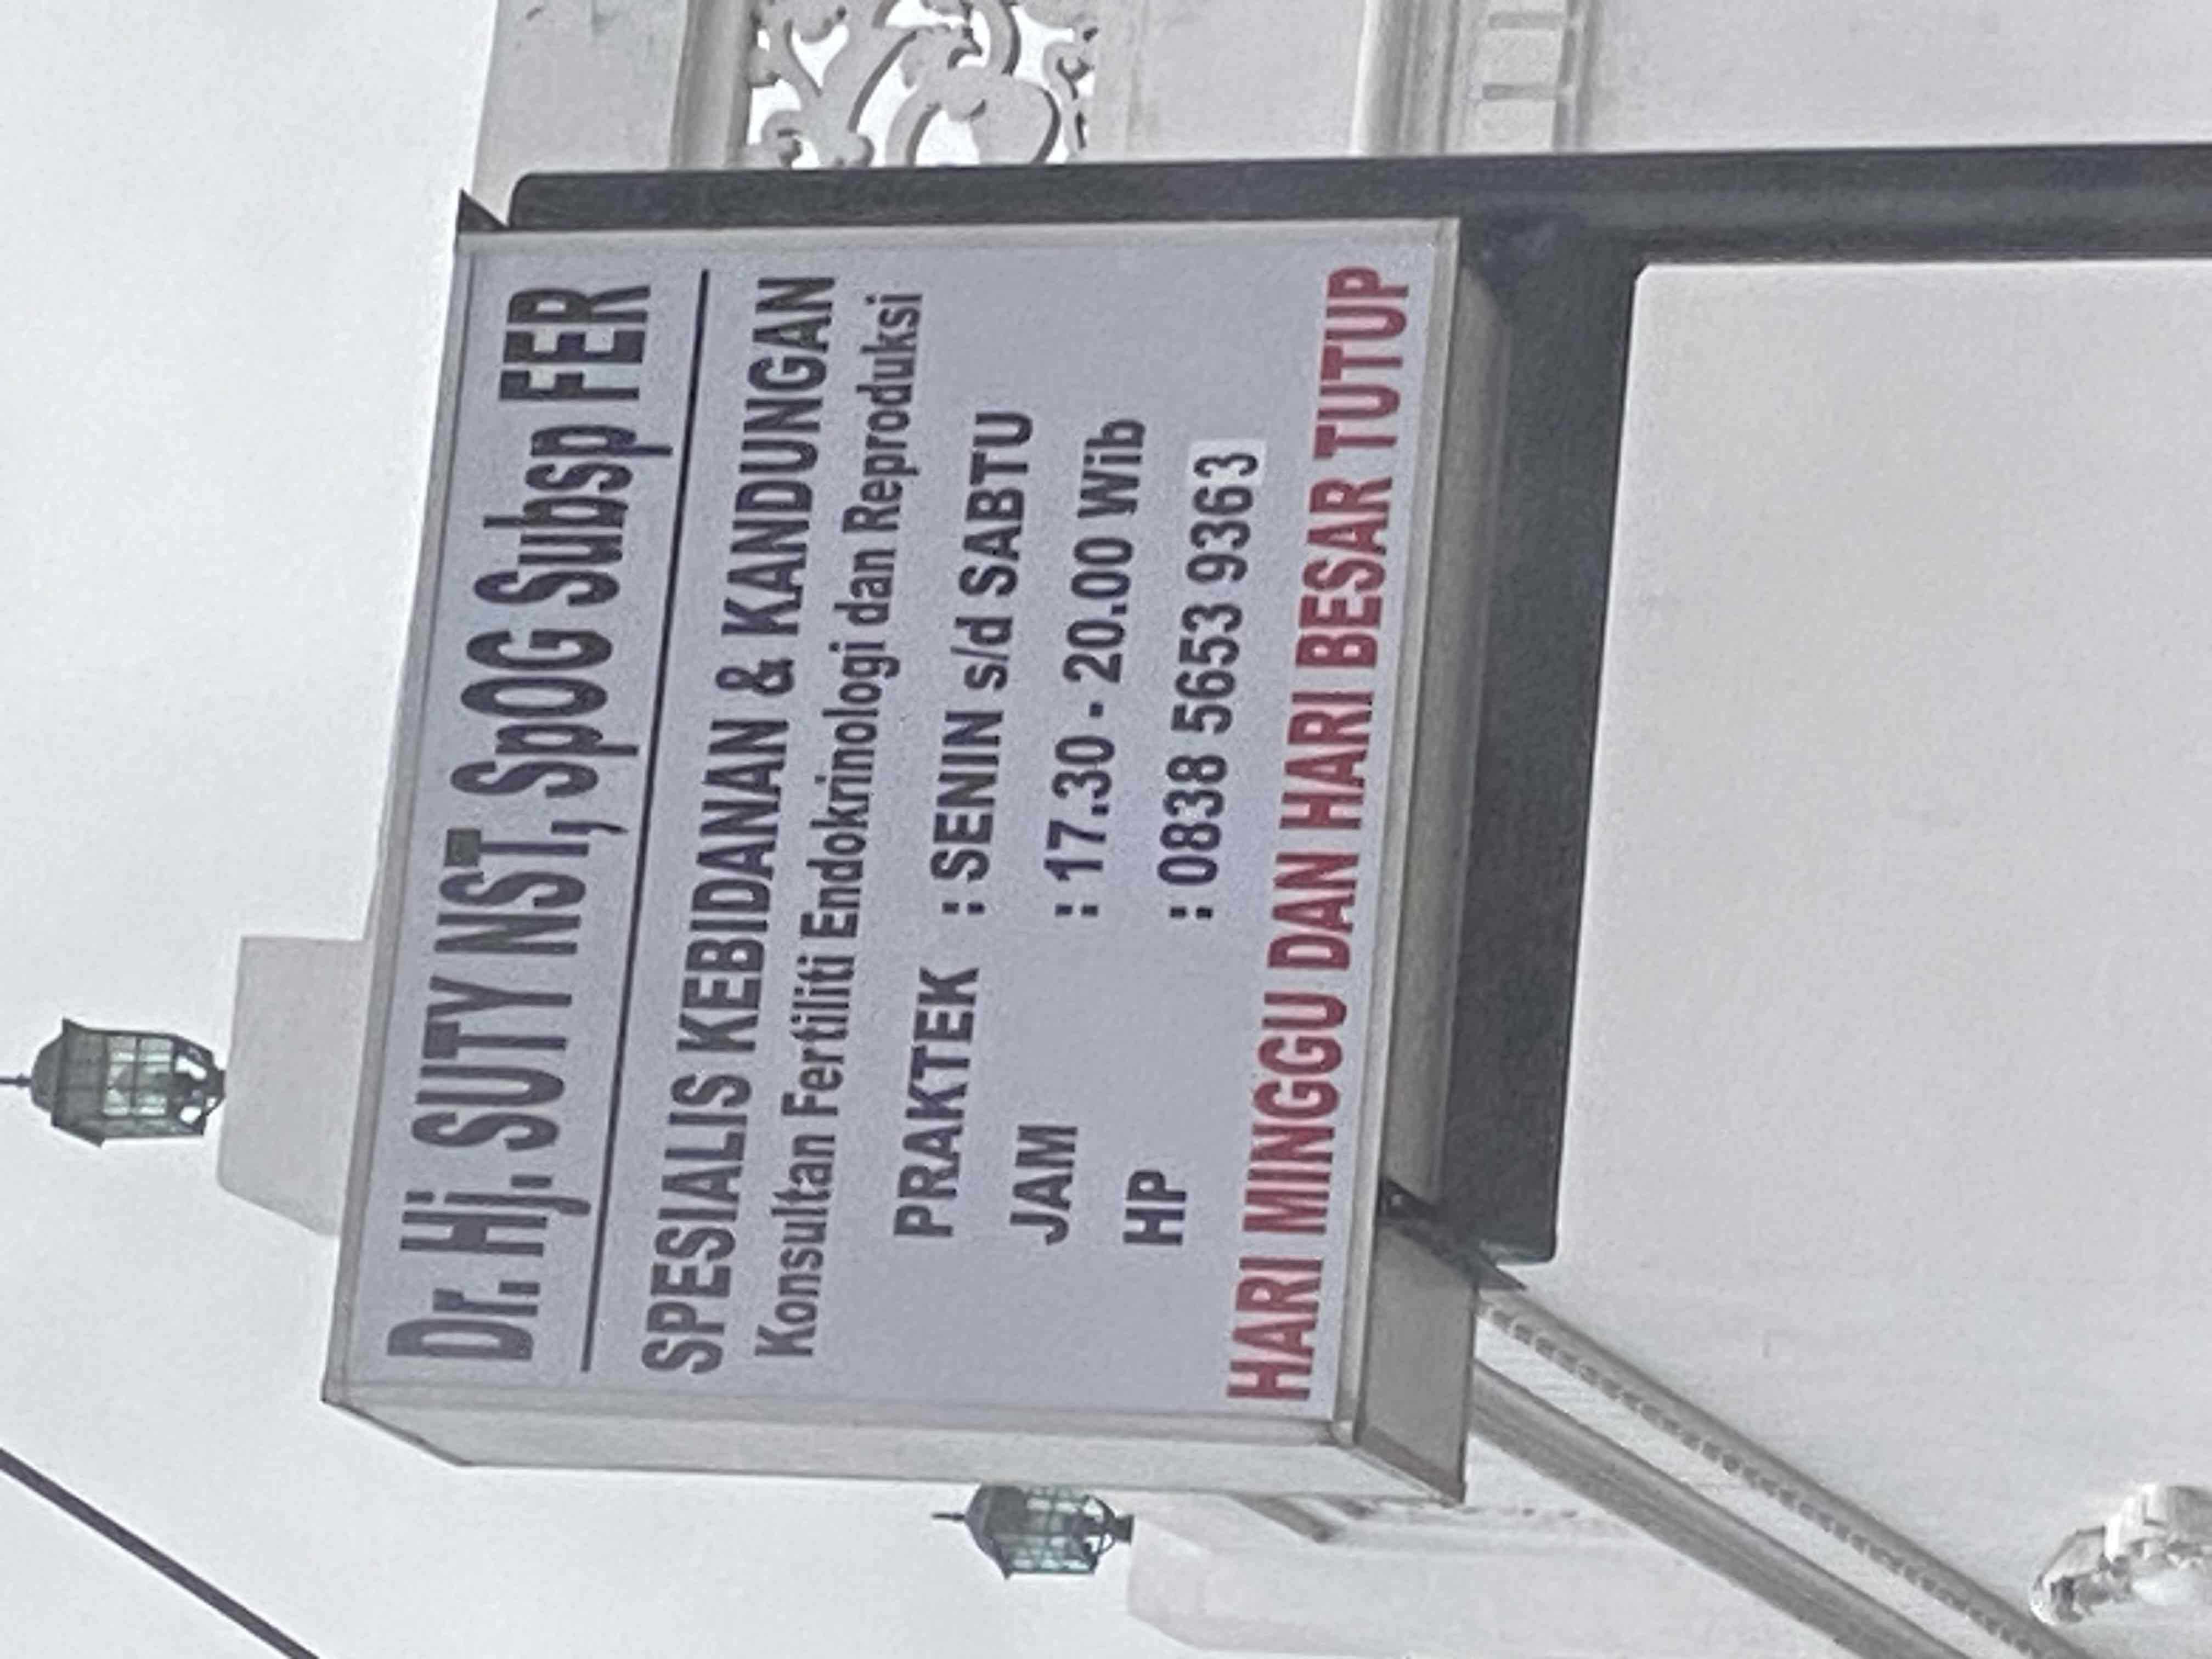 Dr. Hj. SUTY NST, SpOG Subsp FER
SPESIALIS KEBIDANAN & KANDUNGAN
Konsultan Fertiliti Endokrinologi dan Reproduksi
PRAKTEK : SENIN s/d SABTU
JAM : 17.30 - 20.00 Wib
HP : 0838 5653 9363
HARI MINGGU DAN HARI BESAR TUTUP